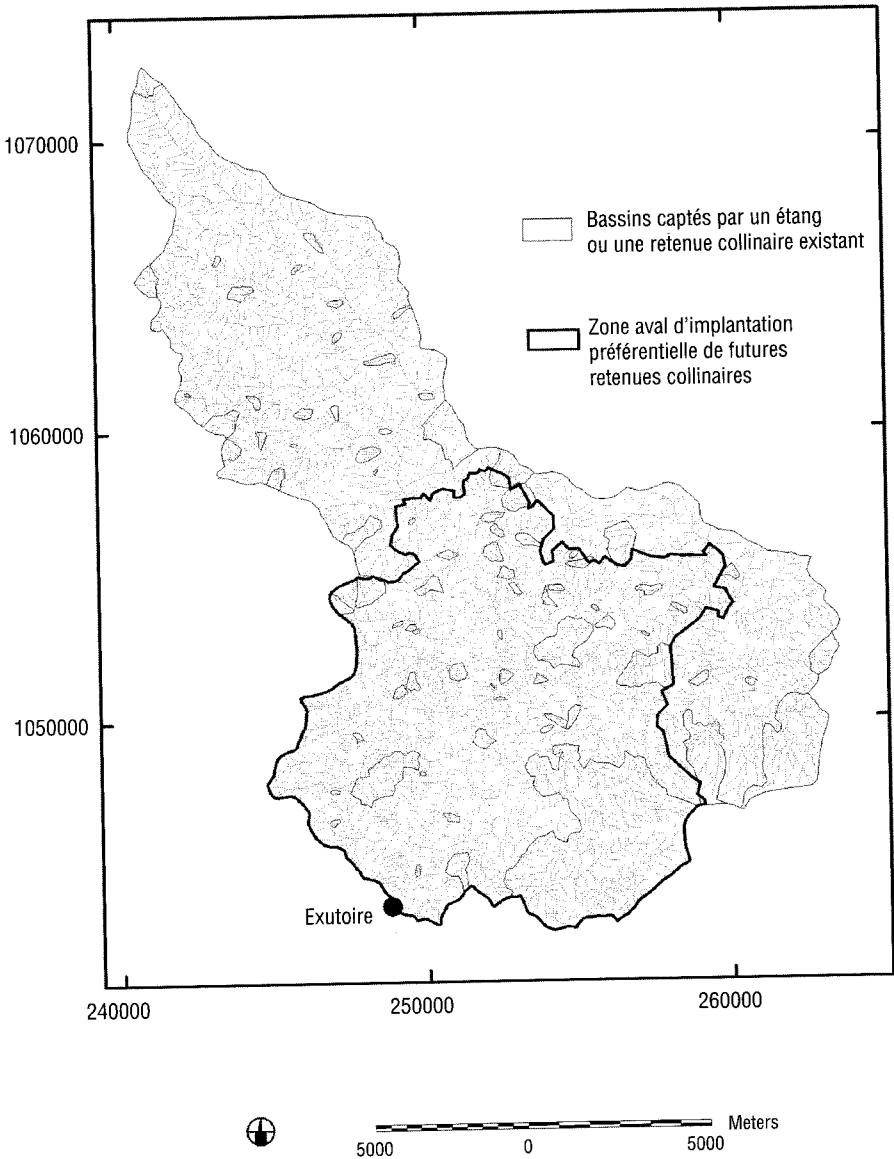 1070000
Bassins captés par un étang
ou une retenue collinaire existant
Zone aval d'implantation
préférentielle de futures
retenues collinaires
1060000
1050000
Exutoire
240000
250000
260000
5000
0
5000
Meters